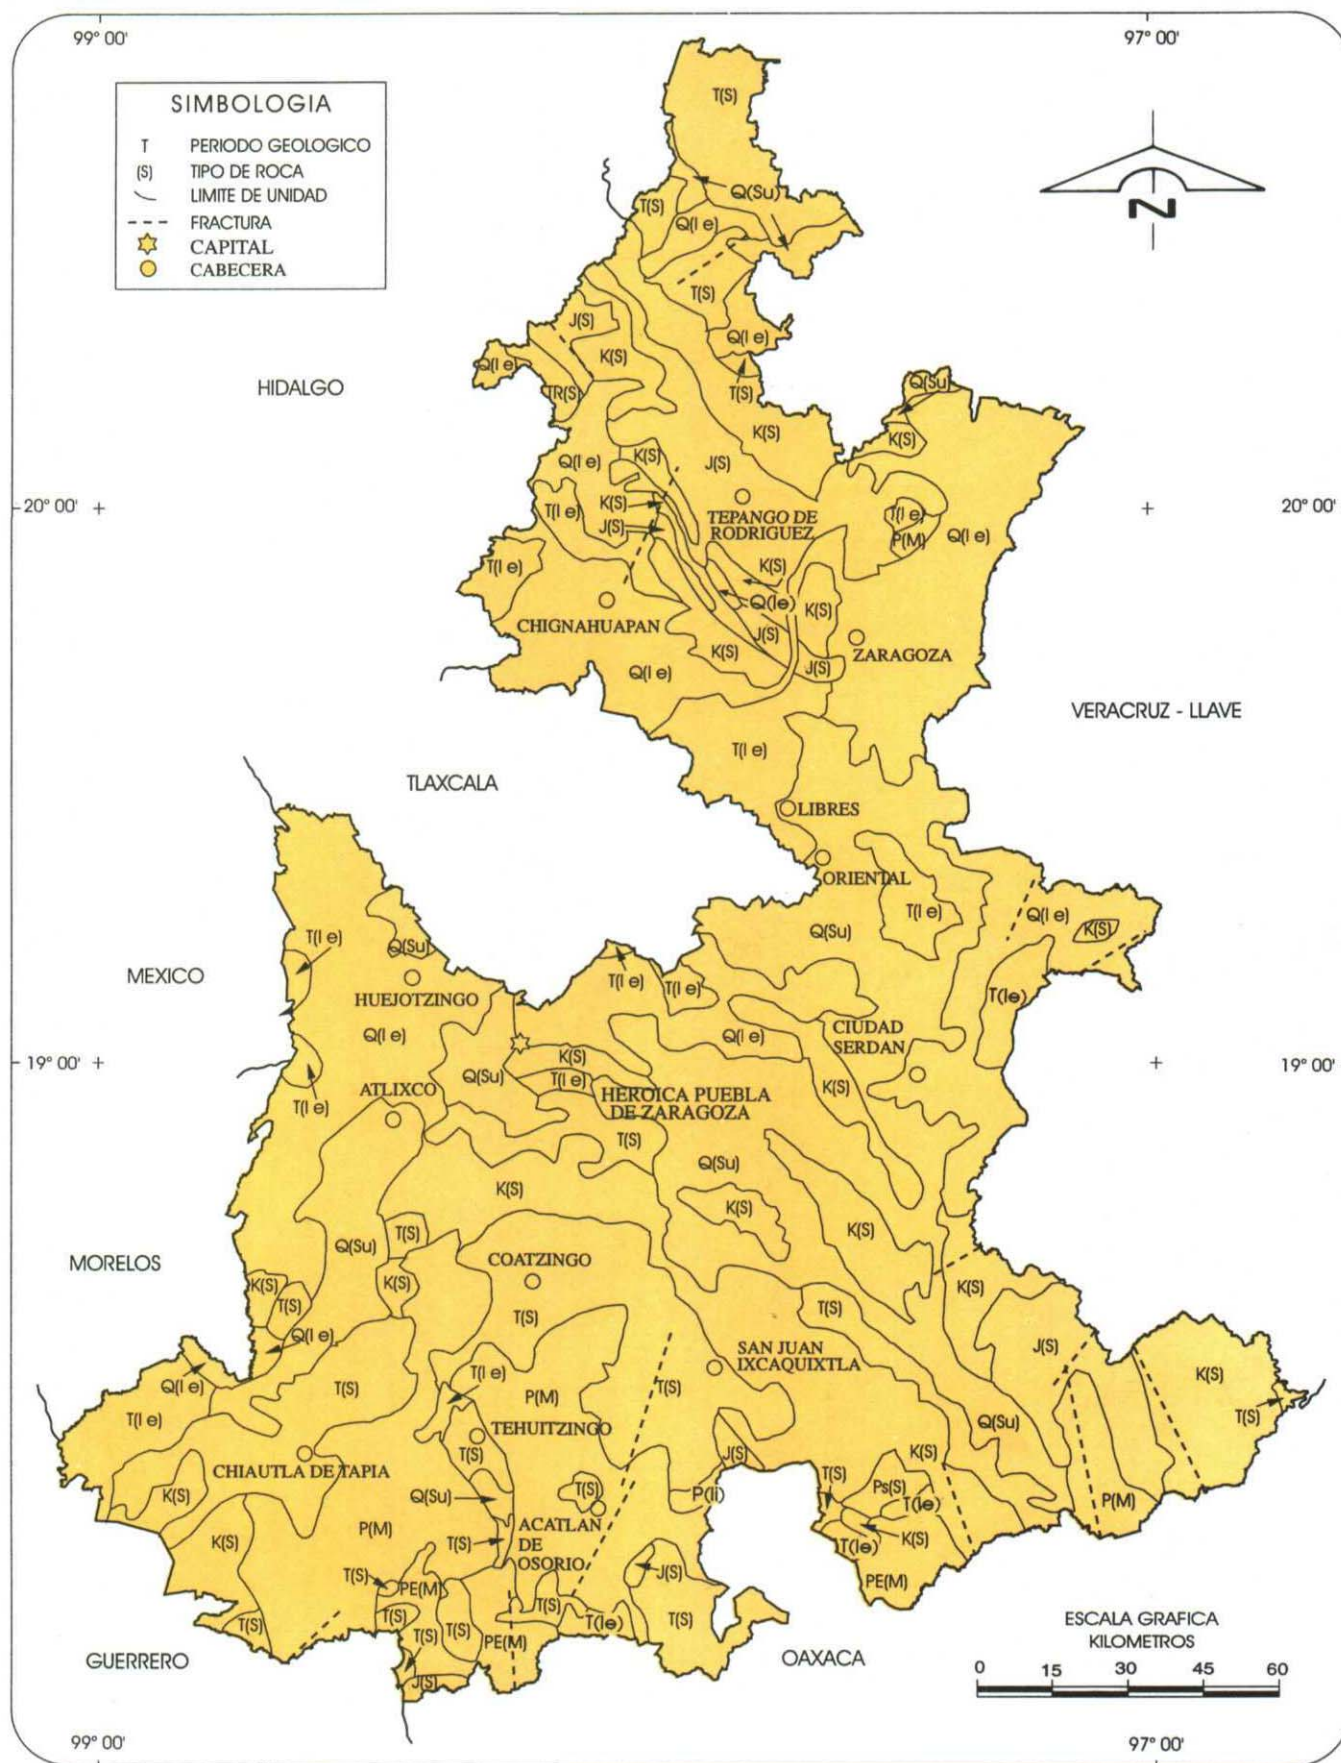 99° 00'
97° 00'
SIMBOLOGIA
T PERIODO GEOLOGICO
(S) TIPO DE ROCA
LIMITE DE UNIDAD
FRACTURA
CAPITAL
CABECERA
N
T(S)
Q(Su)
T(S)
Q(I e)
T(S)
J(S)
K(S)
Q(I e)
Q(I e)
TR(S)
T(S)
HIDALGO
Q(Su)
K(S)
K(S)
K(S)
J(S)
Q(I e)
20° 00'
20° 00'
K(S)
T(I e)
J(S)
TEPANGO DE
RODRIGUEZ
T(I e)
P(M)
Q(I e)
T(I e)
K(S)
Q(Ie)
K(S)
CHIGNAHUAPAN
J(S)
K(S)
ZARAGOZA
J(S)
Q(I e)
VERACRUZ - LLAVE
T(I e)
TLAXCALA
LIBRES
ORIENTAL
T(I e)
Q(I e)
K(S)
Q(Su)
T(I e)
Q(Su)
MEXICO
HUEJOTZINGO
T(I e)
T(I e)
T(Ie)
Q(I e)
Q(I e)
CIUDAD
SERDAN
K(S)
19° 00'
19° 00'
Q(Su)
T(I e)
K(S)
HEROICA PUEBLA
DE ZARAGOZA
T(I e)
ATLIXCO
T(S)
Q(Su)
K(S)
K(S)
K(S)
T(S)
Q(Su)
COATZINGO
MORELOS
K(S)
K(S)
K(S)
T(S)
T(S)
T(S)
Q(I e)
J(S)
SAN JUAN
IXCAQUIXTLA
T(I e)
K(S)
Q(I e)
T(S)
P(M)
T(S)
T(I e)
Q(Su)
T(S)
TEHUITZINGO
T(S)
K(S)
J(S)
CHIAUTLA DE TAPIA
T(S)
Ps(S)
K(S)
Q(Su)
T(S)
P(Ii)
T(Ie)
P(M)
P(M)
ACATLAN
DE
OSORIO
K(S)
T(S)
K(S)
T(Ie)
T(S)
PE(M)
J(S)
PE(M)
T(S)
T(S)
T(S)
T(S)
T(S)
T(Ie)
T(S)
PE(M)
ESCALA GRAFICA
KILOMETROS
GUERRERO
OAXACA
J(S)
0 15 30 45 60
99° 00'
97° 00'